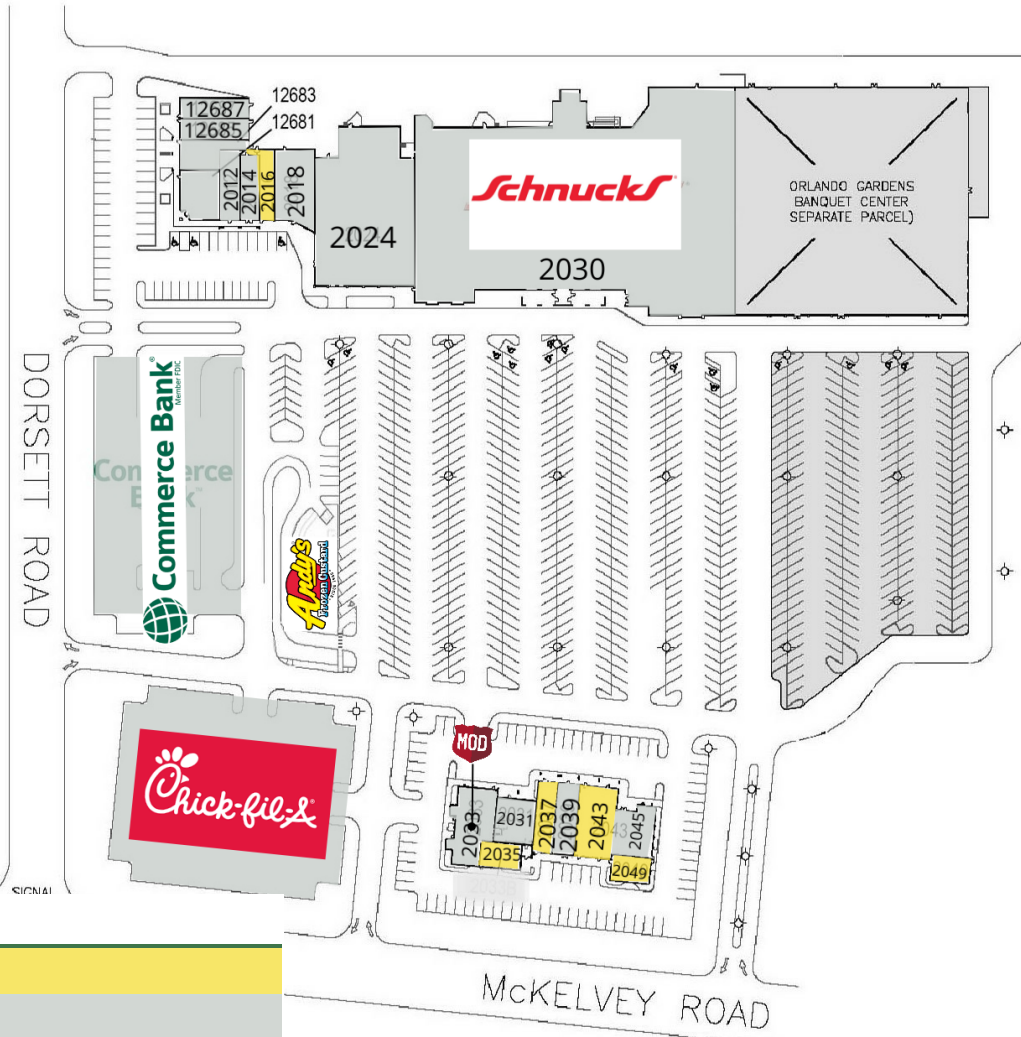 12687
12685
12683
12681
2012
2014
2016
2018
2024
Schnucks
2030
ORLANDO GARDENS
BANQUET CENTER
SEPARATE PARCEL)
DORSETT ROAD
Commerce Bank
Member FDIC
Commerce
Andy's
Frozen Custard
Chick-fil-A
MOD
2033
2031
2035
2037
2039
2043
2045
2049
SIGNAL
McKELVEY ROAD